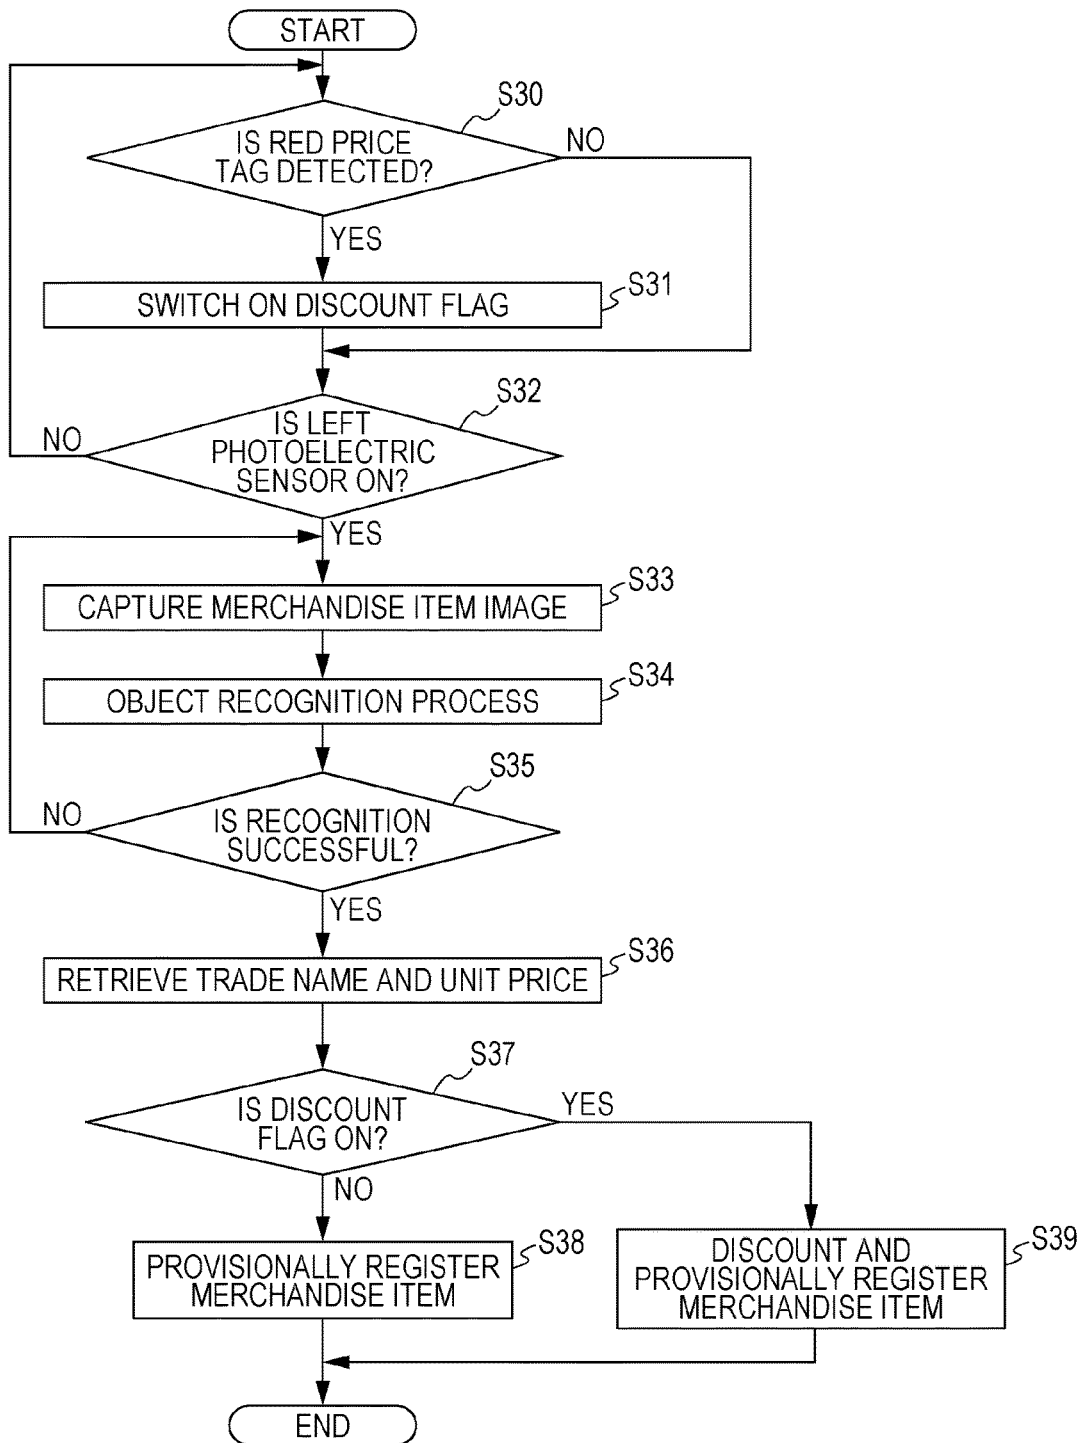 START
S30
IS RED PRICE
TAG DETECTED?
NO
YES
S31
SWITCH ON DISCOUNT FLAG
S32
IS LEFT
PHOTOELECTRIC
SENSOR ON?
NO
YES
S33
CAPTURE MERCHANDISE ITEM IMAGE
S34
OBJECT RECOGNITION PROCESS
S35
IS RECOGNITION
SUCCESSFUL?
NO
YES
S36
RETRIEVE TRADE NAME AND UNIT PRICE
S37
IS DISCOUNT
FLAG ON?
YES
NO
S38
PROVISIONALLY REGISTER
MERCHANDISE ITEM
S39
DISCOUNT AND
PROVISIONALLY REGISTER
MERCHANDISE ITEM
END